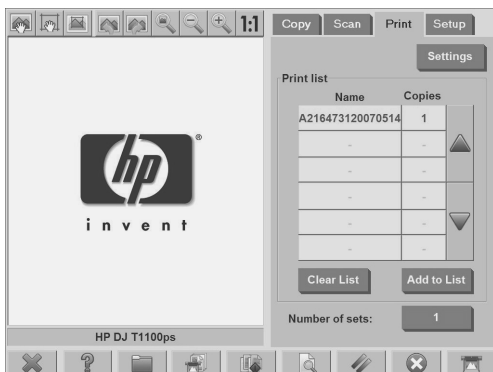 1:1
Copy Scan Print Setup
Settings
Print list
Name Copies
A216473120070514 1
-
-
-
-
-
-
-
-
-
-
hp
®
invent
Clear List Add to List
Number of sets: 1
HP DJ T1100ps
?